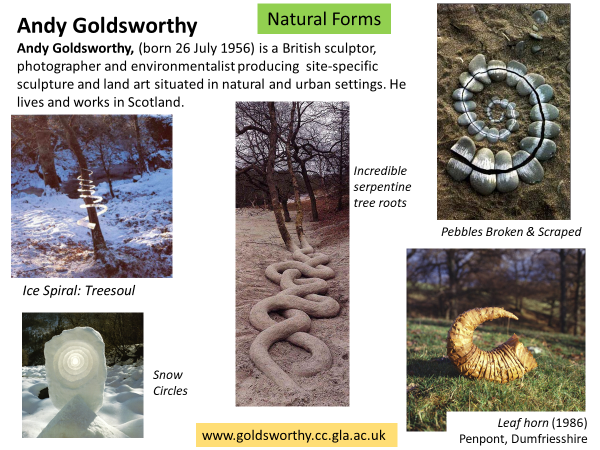 Andy Goldsworthy
Natural Forms
Andy Goldsworthy, (born 26 July 1956) is a British sculptor,
photographer and environmentalist producing site-specific
sculpture and land art situated in natural and urban settings. He
lives and works in Scotland.
Incredible
serpentine
tree roots
Pebbles Broken & Scraped
Ice Spiral: Treesoul
Snow
Circles
Leaf horn (1986)
Penpont, Dumfriesshire
www.goldsworthy.cc.gla.ac.uk